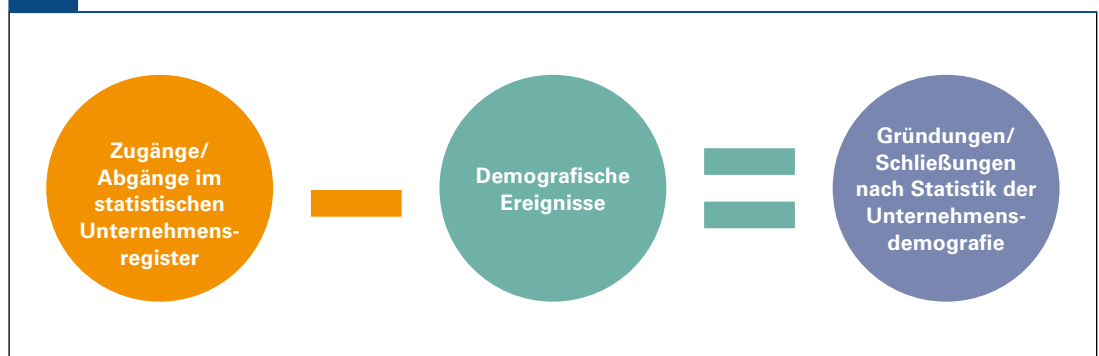 Zugänge/
Abgänge im
statistischen
Unternehmens-
register
Demografische
Ereignisse
Gründungen/
Schließungen
nach Statistik der
Unternehmens-
demografie